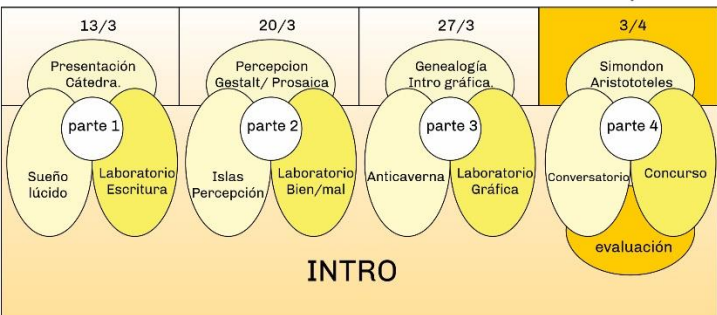 13/3
20/3
27/3
3/4
Presentación
Cátedra.
Percepcion
Gestalt/ Prosaica
Genealogía
Intro gráfica.
Simondon
Aristototeles
parte 1
parte 2
parte 3
parte 4
Sueño
lúcido
Laboratorio
Escritura
Islas
Percepción
Laboratorio
Bien/mal
Anticaverna
Laboratorio
Gráfica
Conversatorio
Concurso
evaluación
INTRO